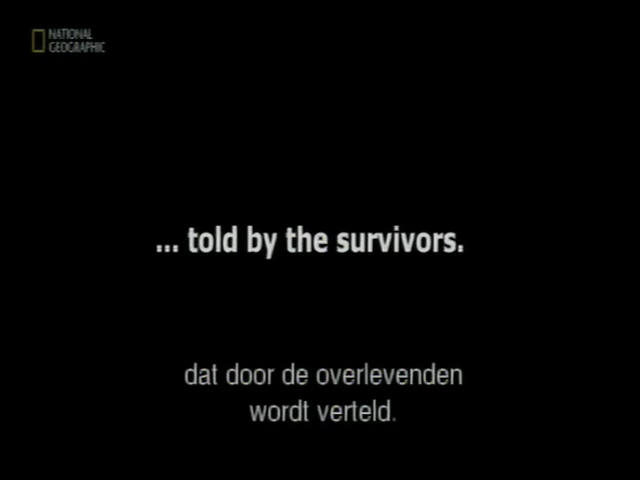 NATIONAL
GEOGRAPHIC
... told by the survivors.
dat door de overlevenden
wordt verteld.